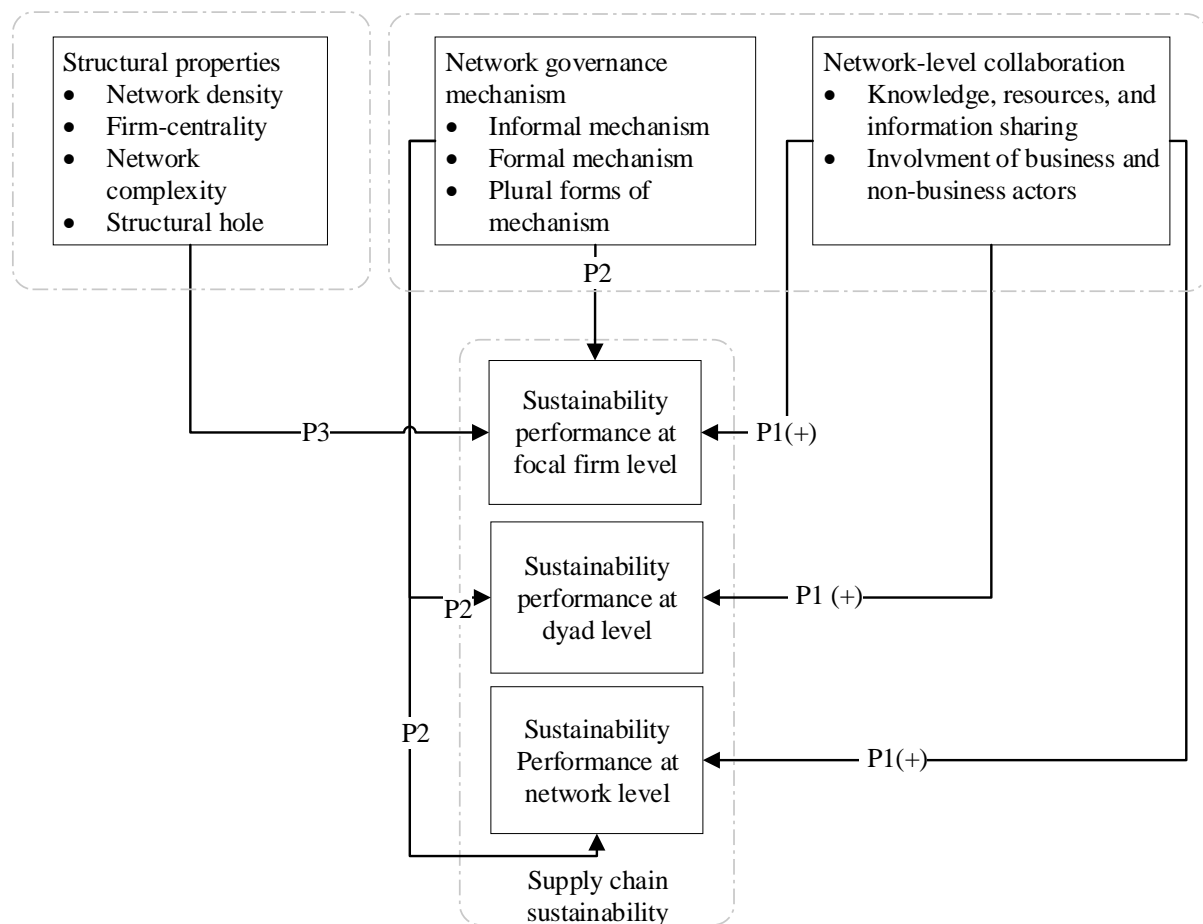 Structural properties
• Network density
• Firm-centrality
• Network
complexity
• Structural hole
Network governance
mechanism
• Informal mechanism
• Formal mechanism
• Plural forms of
mechanism
Network-level collaboration
• Knowledge, resources, and
information sharing
• Involvment of business and
non-business actors
P2
Sustainability
performance at
focal firm level
P3
P1(+)
Sustainability
performance at
dyad level
P2
P1 (+)
Sustainability
Performance at
network level
P2
P1(+)
Supply chain
sustainability